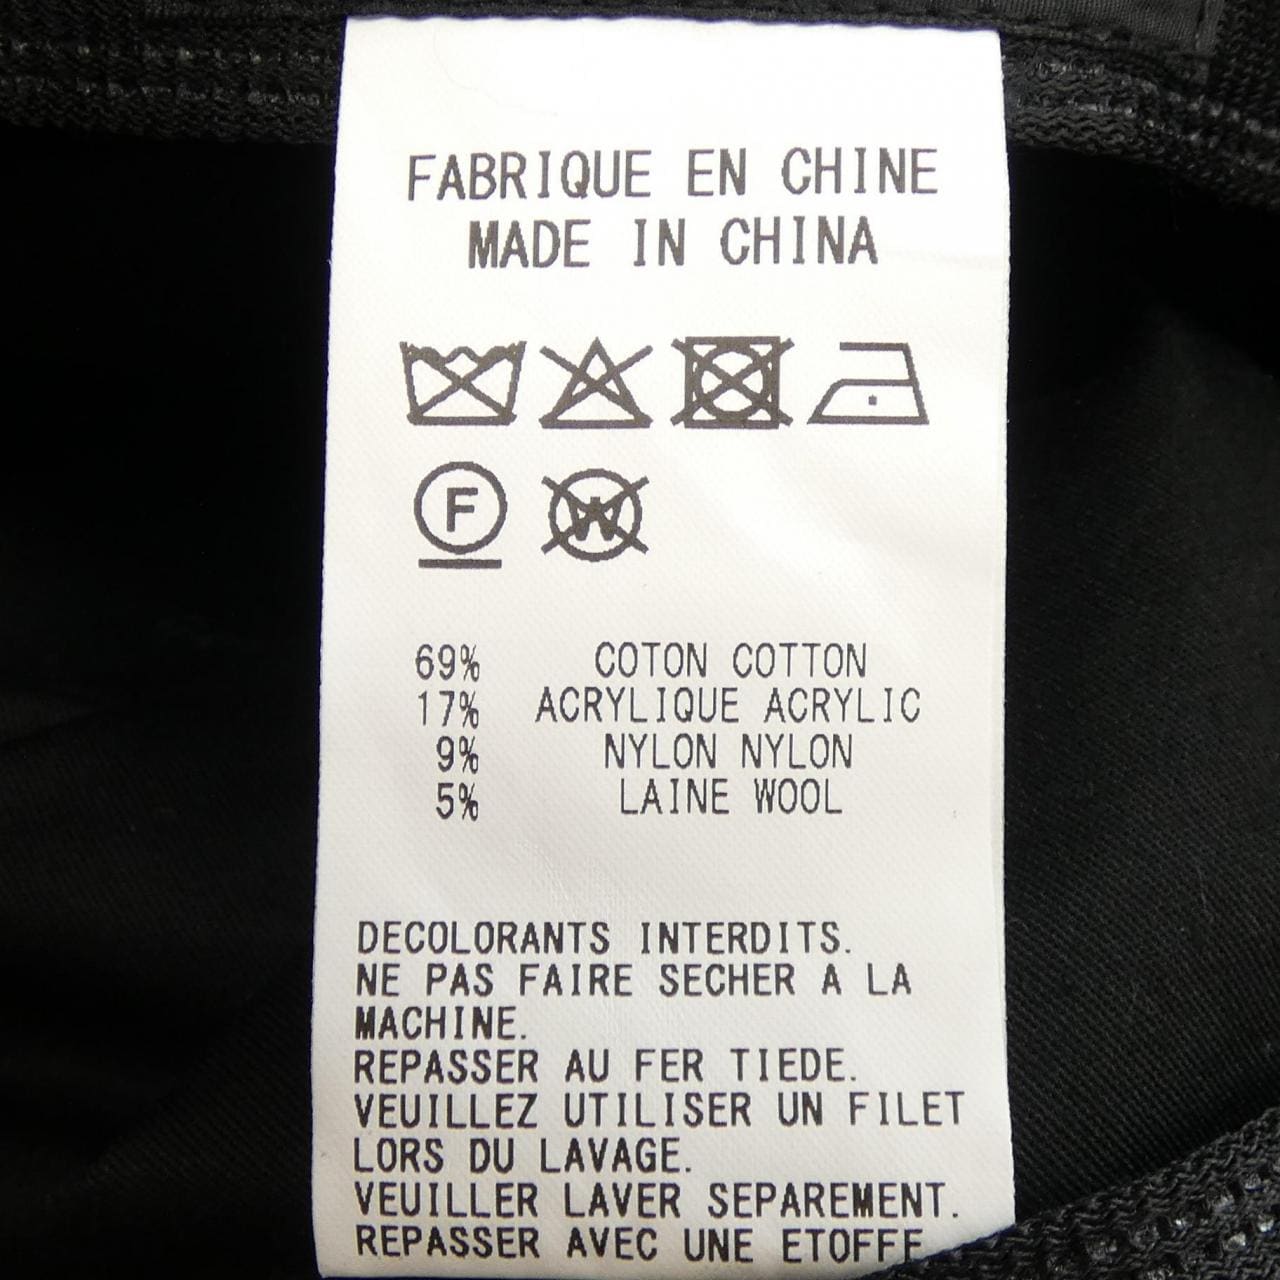 FABRIQUE EN CHINE
MADE IN CHINA
F W
69% COTON COTTON
17% ACRYLIQUE ACRYLIC
9% NYLON NYLON
5% LAINE WOOL
DECOLORANTS INTERDITS.
NE PAS FAIRE SECHER A LA
MACHINE.
REPASSER AU FER TIEDE.
VEUILLEZ UTILISER UN FILET
LORS DU LAVAGE.
VEUILLER LAVER SEPAREMENT.
REPASSER AVEC UNE ETOFFE